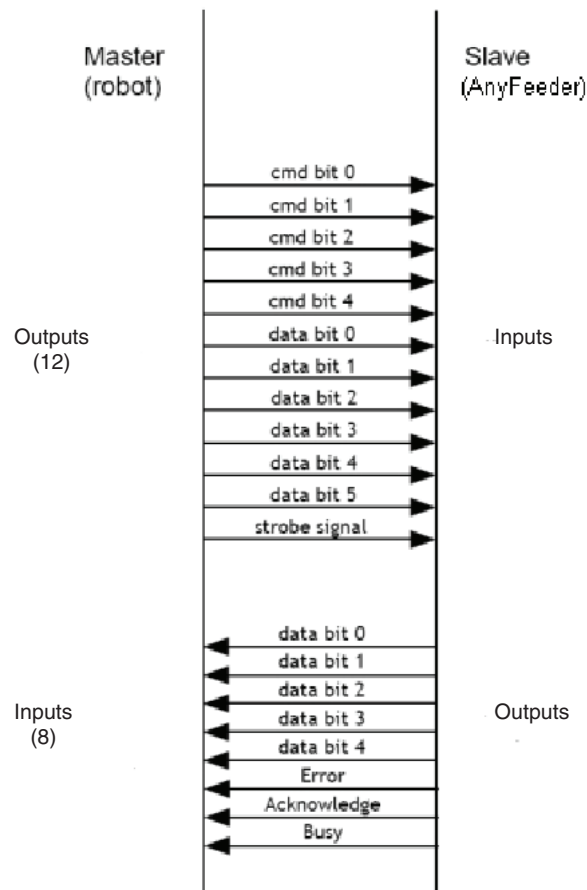 Master
(robot)
Slave
(AnyFeeder)
cmd bit 0
cmd bit 1
cmd bit 2
cmd bit 3
cmd bit 4
Outputs
(12)
data bit 0
Inputs
data bit 1
data bit 2
data bit 3
data bit 4
data bit 5
strobe signal
data bit 0
data bit 1
data bit 2
Inputs
(8)
data bit 3
Outputs
data bit 4
Error
Acknowledge
Busy